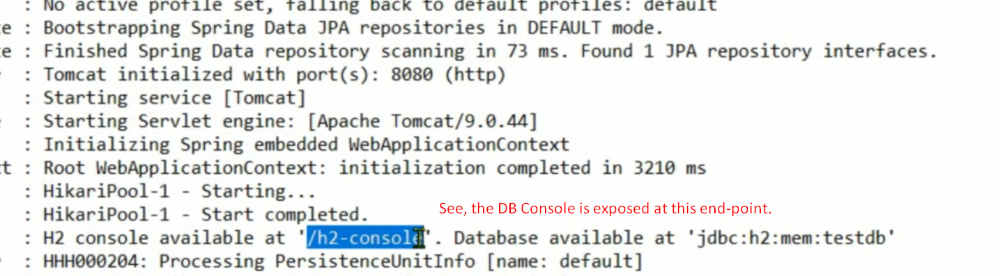 : No active profile set, falling back to default profiles: default
te : Bootstrapping Spring Data JPA repositories in DEFAULT mode.
te : Finished Spring Data repository scanning in 73 ms. Found 1 JPA repository interfaces.
: Tomcat initialized with port(s): 8080 (http)
: Starting service [Tomcat]
: Starting Servlet engine: [Apache Tomcat/9.0.44]
: Initializing Spring embedded WebApplicationContext
xt : Root WebApplicationContext: initialization completed in 3210 ms
: HikariPool-1 - Starting...
See, the DB Console is exposed at this end-point.
: HikariPool-1 - Start completed.
: H2 console available at '/h2-console'. Database available at 'jdbc:h2:mem:testdb'
: HHH000204: Processing PersistenceUnitInfo [name: default]